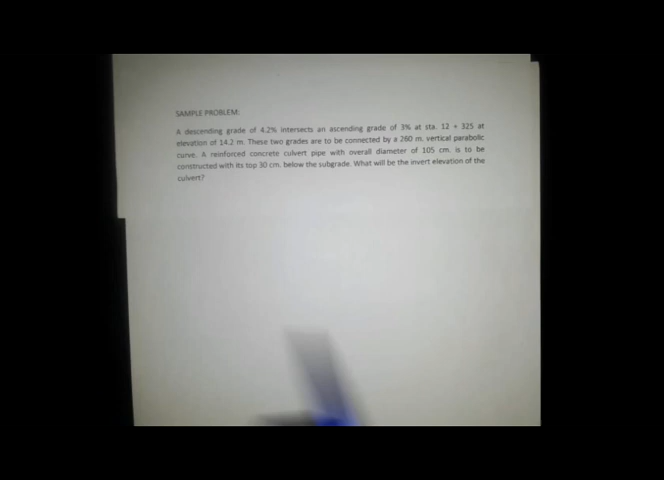 SAMPLE PROBLEM:
A descending grade of 4.2% intersects an ascending grade of 3% at sta. 12 + 325 at
elevation of 14.2 m. These two grades are to be connected by a 260 m. vertical parabolic
curve. A reinforced concrete culvert pipe with overall diameter of 105 cm. is to be
constructed with its top 30 cm. below the subgrade. What will be the invert elevation of the
culvert?